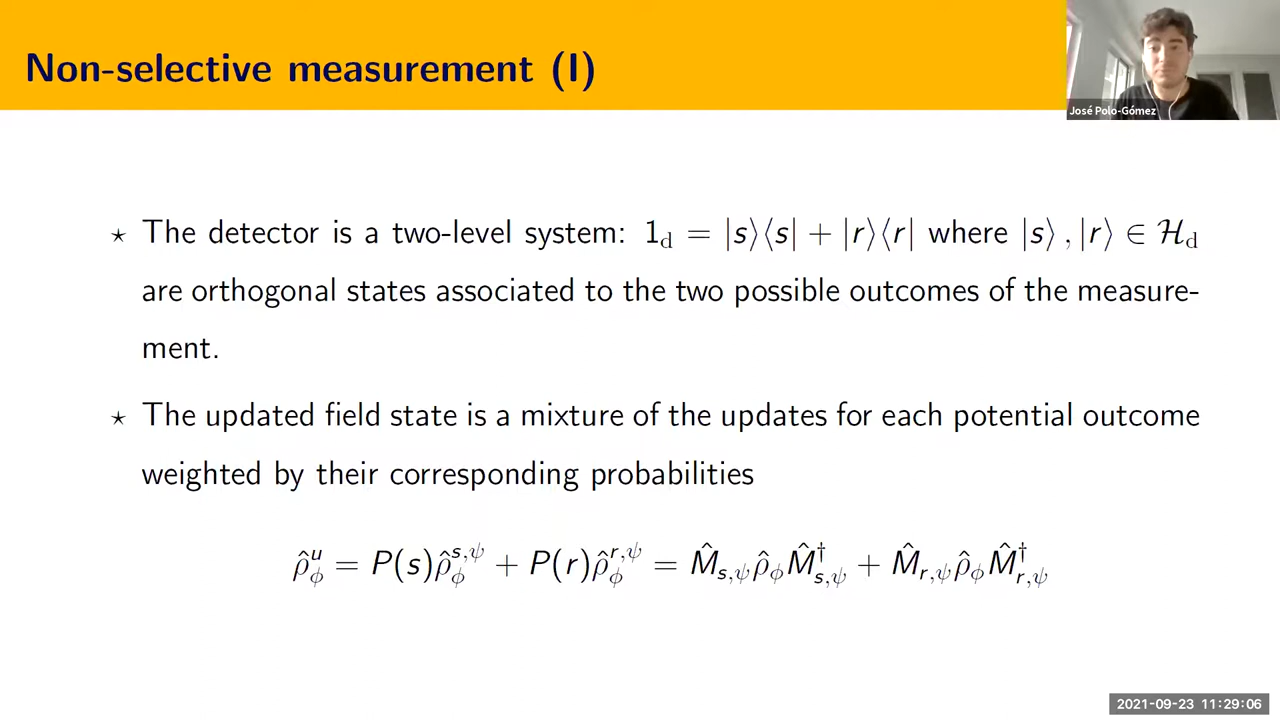 Non-selective measurement (I)
José Polo-Gómez
⋆ The detector is a two-level system: 1_d = |s⟩⟨s| + |r⟩⟨r| where |s⟩ , |r⟩ ∈ ℋ_d
are orthogonal states associated to the two possible outcomes of the measure-
ment.
⋆ The updated field state is a mixture of the updates for each potential outcome
weighted by their corresponding probabilities
ρ̂_ϕ^u = P(s)ρ̂_ϕ^{s,ψ} + P(r)ρ̂_ϕ^{r,ψ} = M̂_{s,ψ}ρ̂_ϕM̂_{s,ψ}^† + M̂_{r,ψ}ρ̂_ϕM̂_{r,ψ}^†
2021-09-23 11:29:06